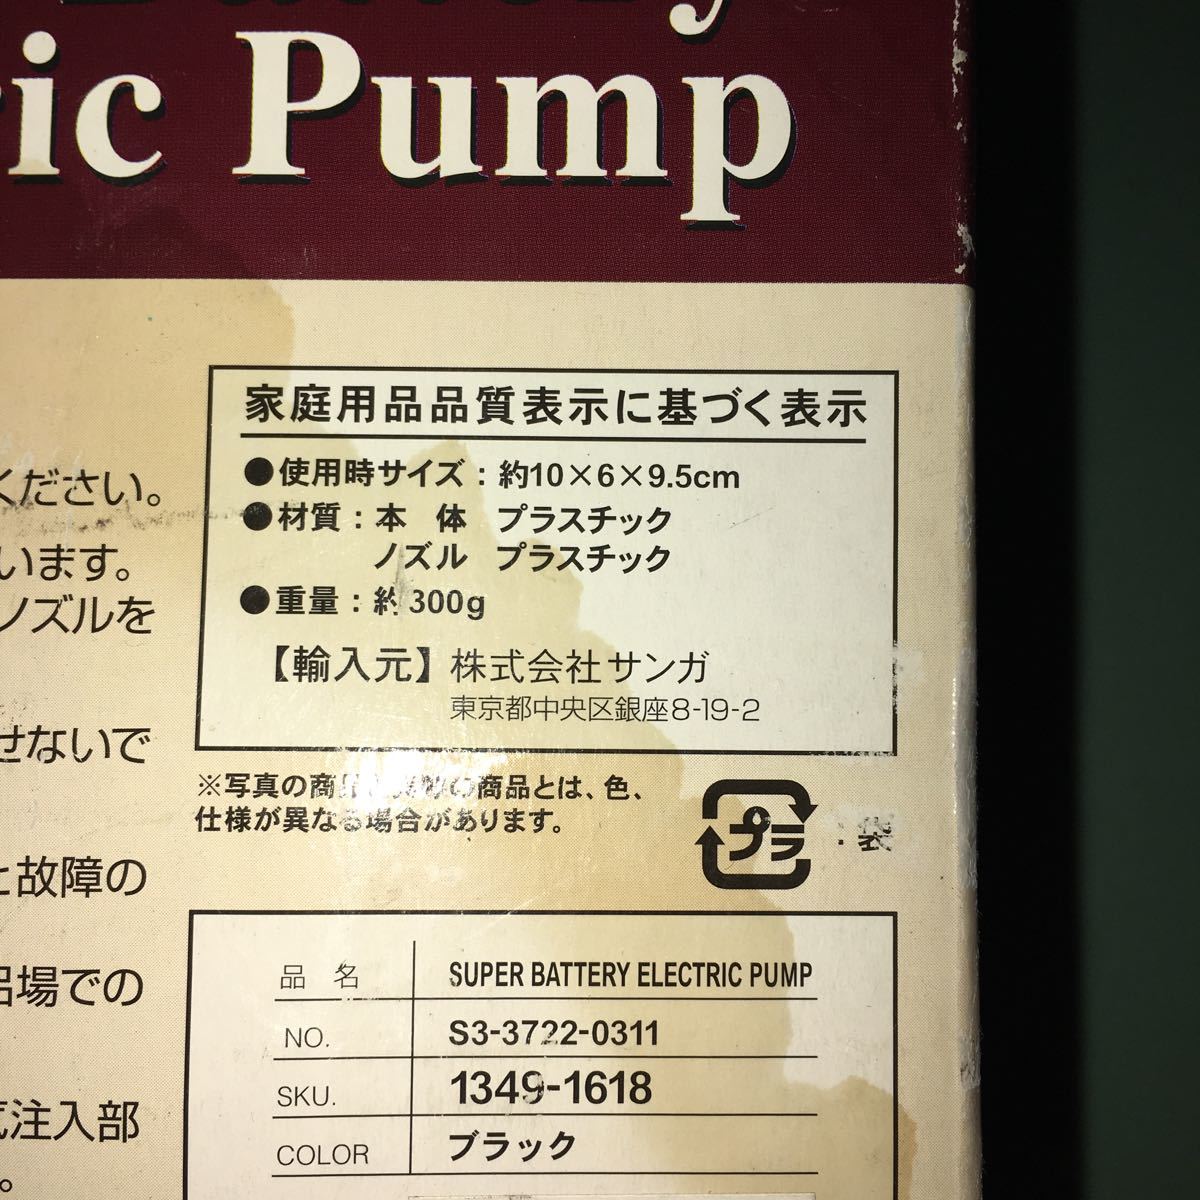 Battery
ric Pump
ください。
います。
ノズルを
せないで
と故障の
場での
注入部
。
家庭用品品質表示に基づく表示
●使用時サイズ：約10×6×9.5cm
●材質：本 体 プラスチック
ノズル プラスチック
●重量：約300g
【輸入元】株式会社サンガ
東京都中央区銀座8-19-2
※写真の商品と実際の商品とは、色、
仕様が異なる場合があります。
プラ
：袋
品 名 SUPER BATTERY ELECTRIC PUMP
NO. S3-3722-0311
SKU. 1349-1618
COLOR ブラック